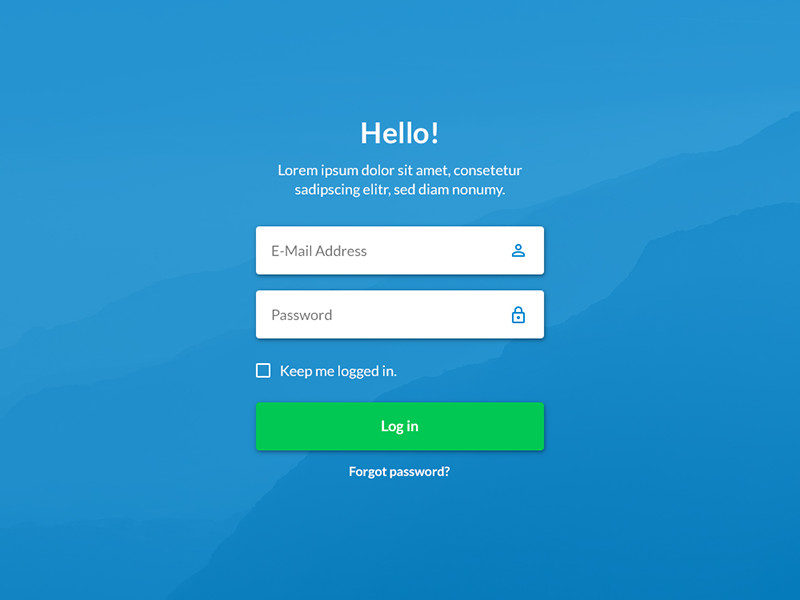 Hello!
Lorem ipsum dolor sit amet, consetetur
sadipscing elitr, sed diam nonumy.
E-Mail Address
Password
Keep me logged in.
Log in
Forgot password?